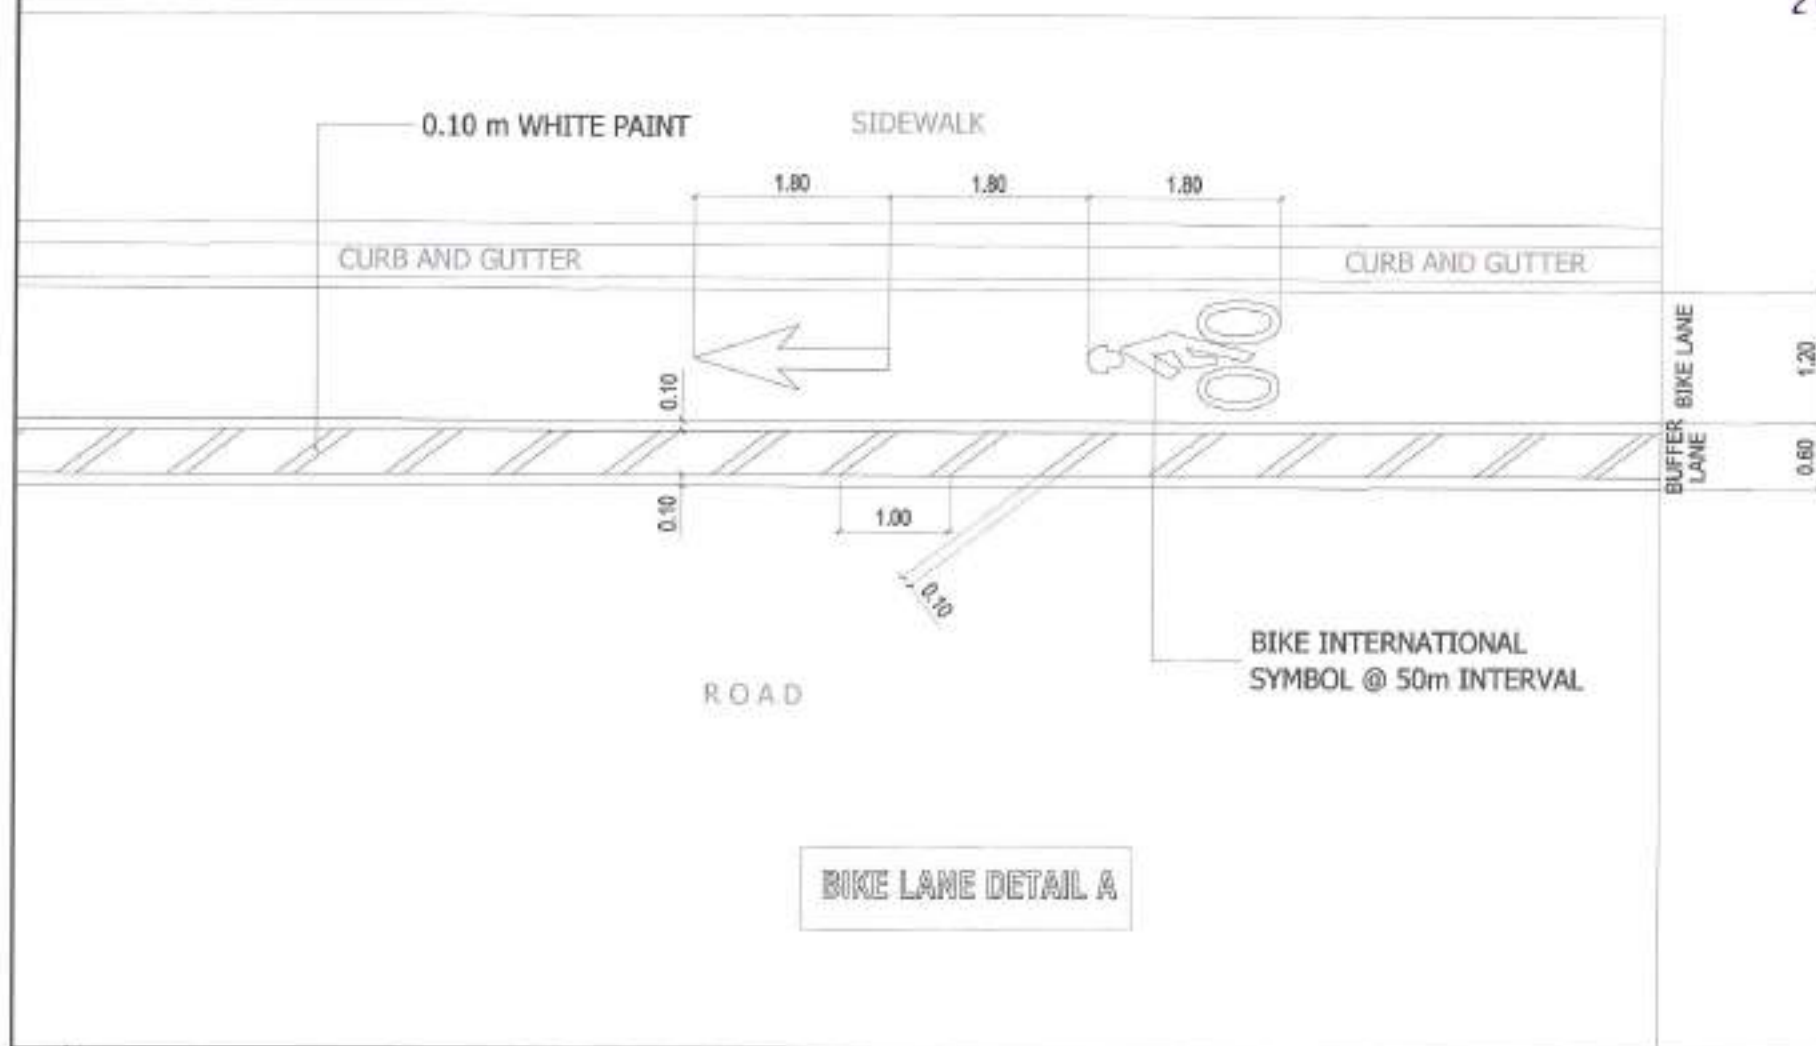 0.10 m WHITE PAINT
SIDEWALK
1.80
1.80
1.80
CURB AND GUTTER
CURB AND GUTTER
BIKE LANE
1.20
0.10
BUFFER
LANE
0.60
0.10
1.00
0.10
BIKE INTERNATIONAL
SYMBOL @ 50m INTERVAL
ROAD
BIKE LANE DETAIL A